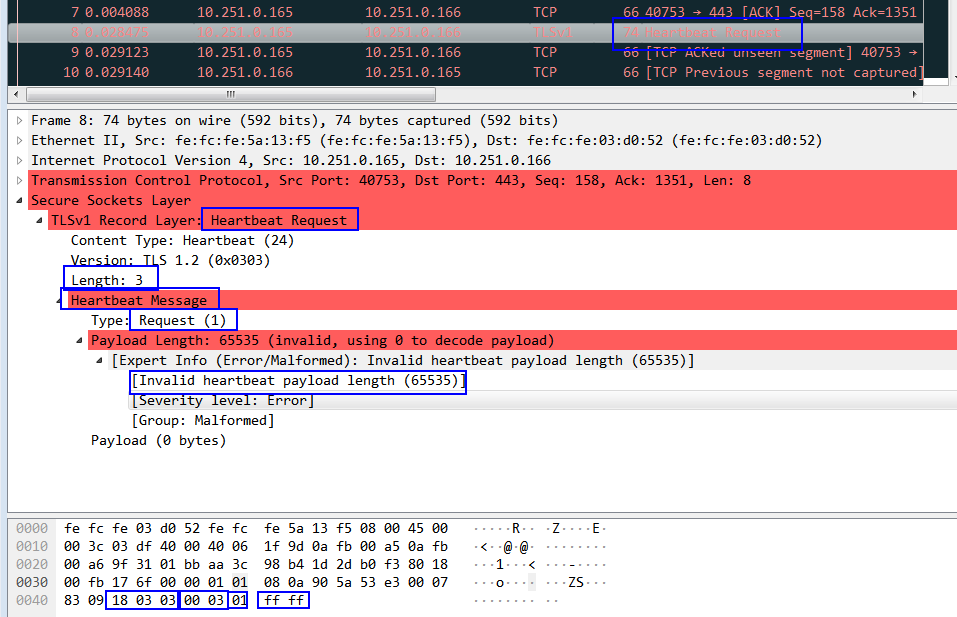 7 0.004088 10.251.0.165 10.251.0.166 TCP 66 40753 → 443 [ACK] Seq=158 Ack=1351
8 0.028475 10.251.0.165 10.251.0.166 TLSv1 74 Heartbeat Request
9 0.029123 10.251.0.166 10.251.0.165 TCP 66 [TCP ACKed unseen segment] 40753 →
10 0.029140 10.251.0.166 10.251.0.165 TCP 66 [TCP Previous segment not captured]
Frame 8: 74 bytes on wire (592 bits), 74 bytes captured (592 bits)
Ethernet II, Src: fe:fc:fe:5a:13:f5 (fe:fc:fe:5a:13:f5), Dst: fe:fc:fe:03:d0:52 (fe:fc:fe:03:d0:52)
Internet Protocol Version 4, Src: 10.251.0.165, Dst: 10.251.0.166
Transmission Control Protocol, Src Port: 40753, Dst Port: 443, Seq: 158, Ack: 1351, Len: 8
Secure Sockets Layer
TLSv1 Record Layer: Heartbeat Request
Content Type: Heartbeat (24)
Version: TLS 1.2 (0x0303)
Length: 3
Heartbeat Message
Type: Request (1)
Payload Length: 65535 (invalid, using 0 to decode payload)
[Expert Info (Error/Malformed): Invalid heartbeat payload length (65535)]
[Invalid heartbeat payload length (65535)]
[Severity level: Error]
[Group: Malformed]
Payload (0 bytes)
0000 fe fc fe 03 d0 52 fe fc fe 5a 13 f5 08 00 45 00 ·····R·· ·Z····E·
0010 00 3c 03 df 40 00 40 06 1f 9d 0a fb 00 a5 0a fb ·<··@·@· ········
0020 00 a6 9f 31 01 bb aa 3c 98 b4 1d 2d b0 f3 80 18 ···1···< ···-····
0030 00 fb 17 6f 00 00 01 01 08 0a 90 5a 53 e3 00 07 ···o···· ···ZS···
0040 83 09 18 03 03 00 03 01 ff ff ········ ··